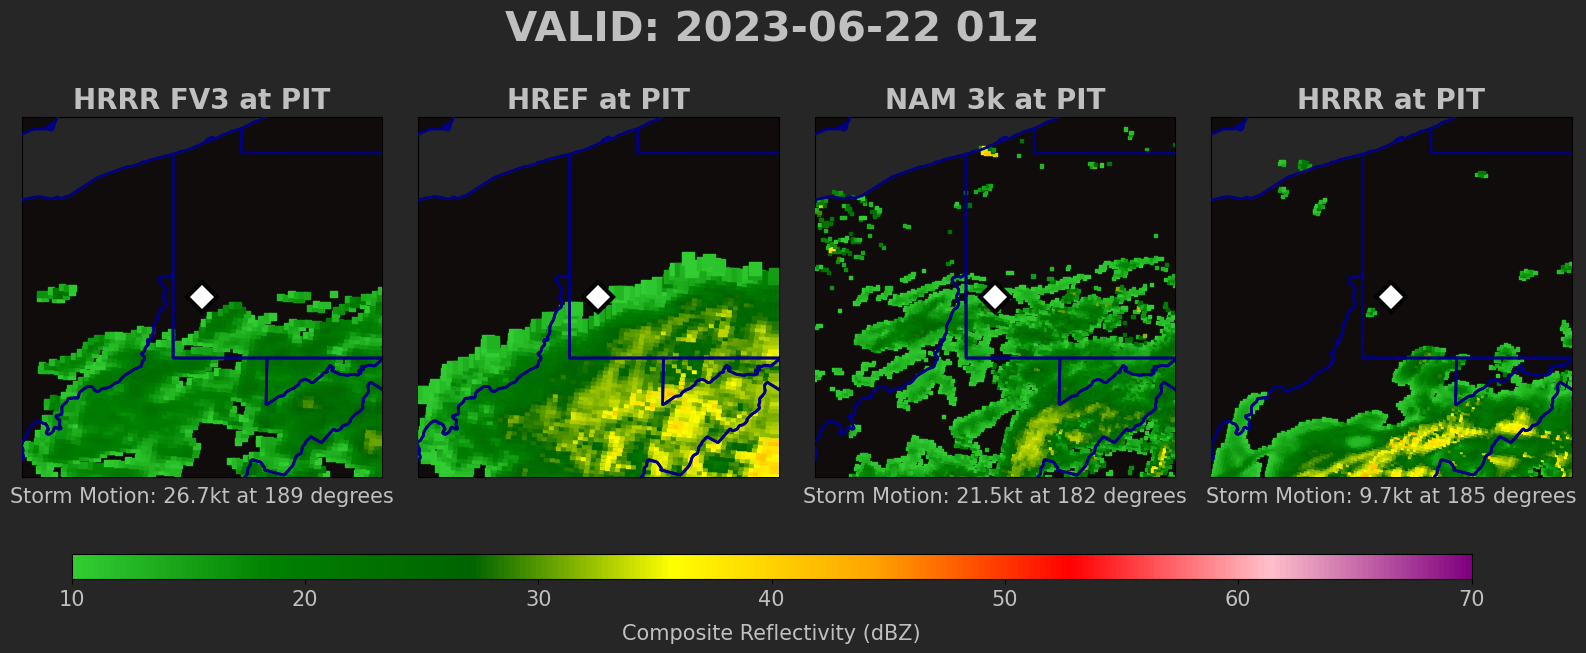 VALID: 2023-06-22 01z
HRRR FV3 at PIT
HREF at PIT
NAM 3k at PIT
HRRR at PIT
Storm Motion: 26.7kt at 189 degrees
Storm Motion: 21.5kt at 182 degrees
Storm Motion: 9.7kt at 185 degrees
10 20 30 40 50 60 70
Composite Reflectivity (dBZ)